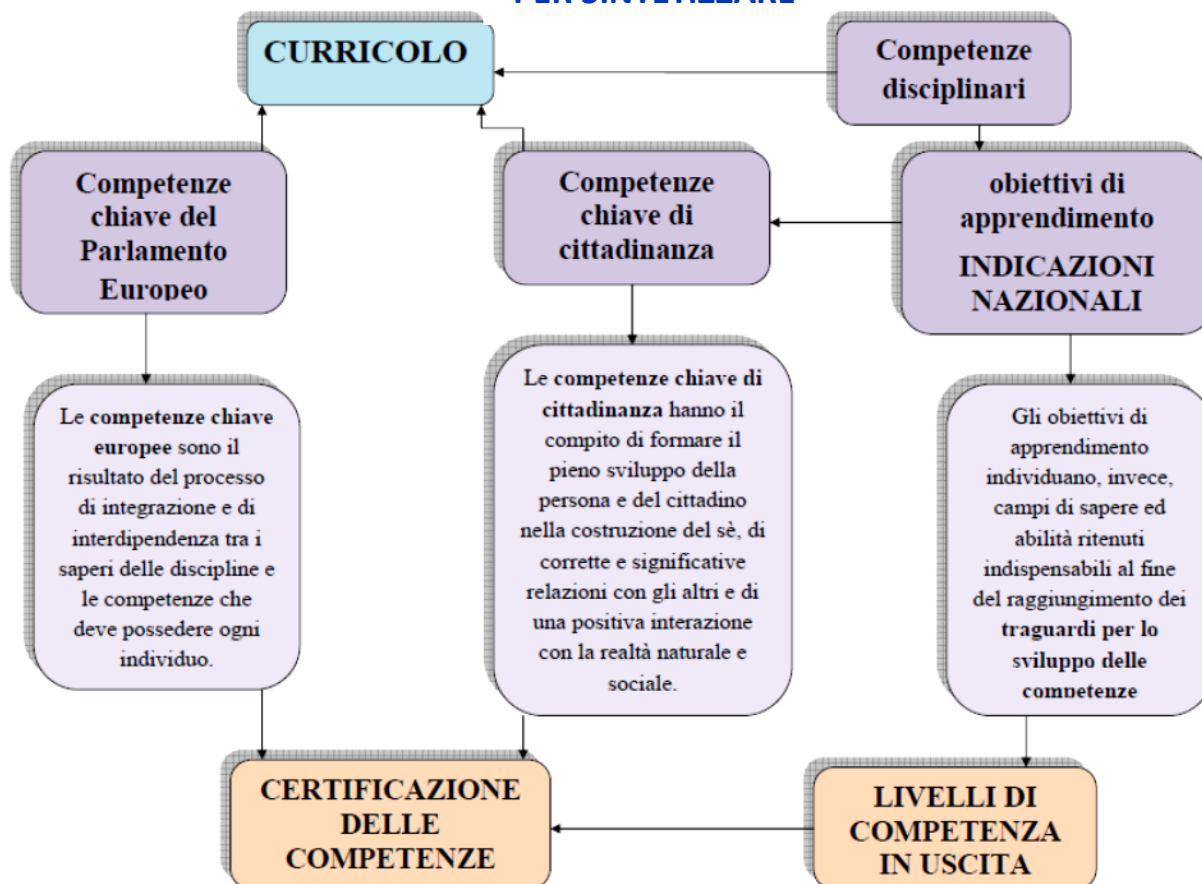 PER SINTETIZZARE
CURRICOLO
Competenze
disciplinari
Competenze
chiave del
Parlamento
Europeo
Competenze
chiave di
cittadinanza
obiettivi di
apprendimento
INDICAZIONI
NAZIONALI
Le competenze chiave
europee sono il
risultato del processo
di integrazione e di
interdipendenza tra i
saperi delle discipline e
le competenze che
deve possedere ogni
individuo.
Le competenze chiave di
cittadinanza hanno il
compito di formare il
pieno sviluppo della
persona e del cittadino
nella costruzione del sè, di
corrette e significative
relazioni con gli altri e di
una positiva interazione
con la realtà naturale e
sociale.
Gli obiettivi di
apprendimento
individuano, invece,
campi di sapere ed
abilità ritenuti
indispensabili al fine
del raggiungimento dei
traguardi per lo
sviluppo delle
competenze
CERTIFICAZIONE
DELLE
COMPETENZE
LIVELLI DI
COMPETENZA
IN USCITA